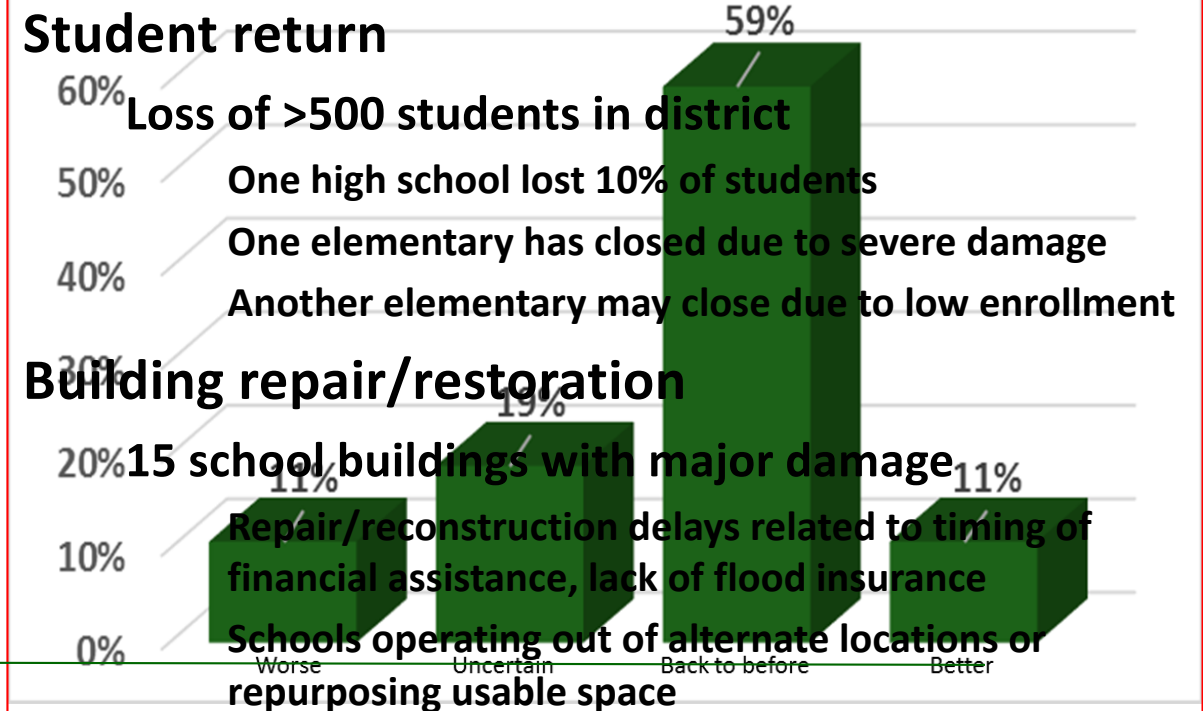 Student return
Loss of >500 students in district
One high school lost 10% of students
One elementary has closed due to severe damage
Another elementary may close due to low enrollment
Building repair/restoration
15 school buildings with major damage
Repair/reconstruction delays related to timing of
financial assistance, lack of flood insurance
Schools operating out of alternate locations or
repurposing usable space
59%
60%
50%
40%
30%
19%
20%
11%
11%
10%
0%
Worse Uncertain Back to before Better